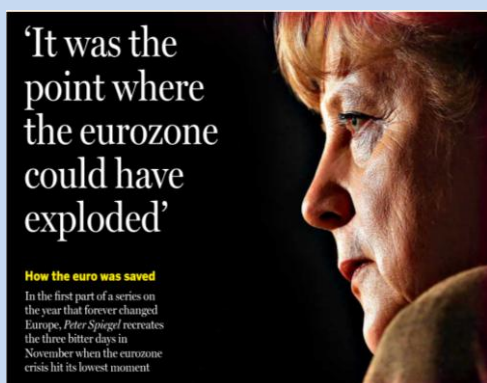 ‘It was the
point where
the eurozone
could have
exploded’
How the euro was saved
In the first part of a series on
the year that forever changed
Europe, Peter Spiegel recreates
the three bitter days in
November when the eurozone
crisis hit its lowest moment